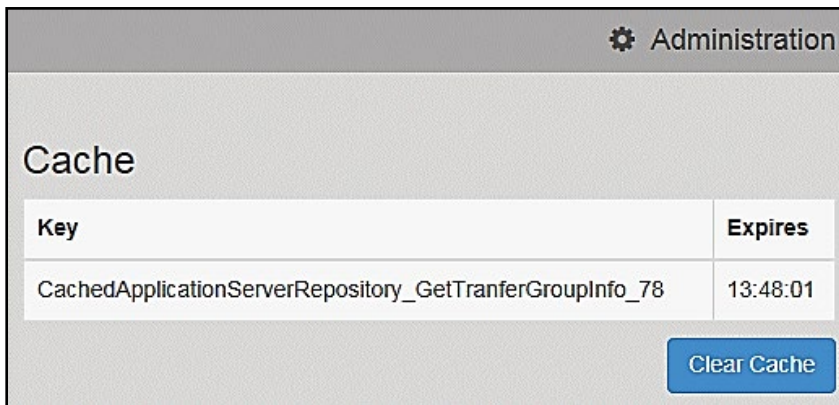 Administration
Cache
Key Expires
CachedApplicationServerRepository_GetTranferGroupInfo_78 13:48:01
Clear Cache